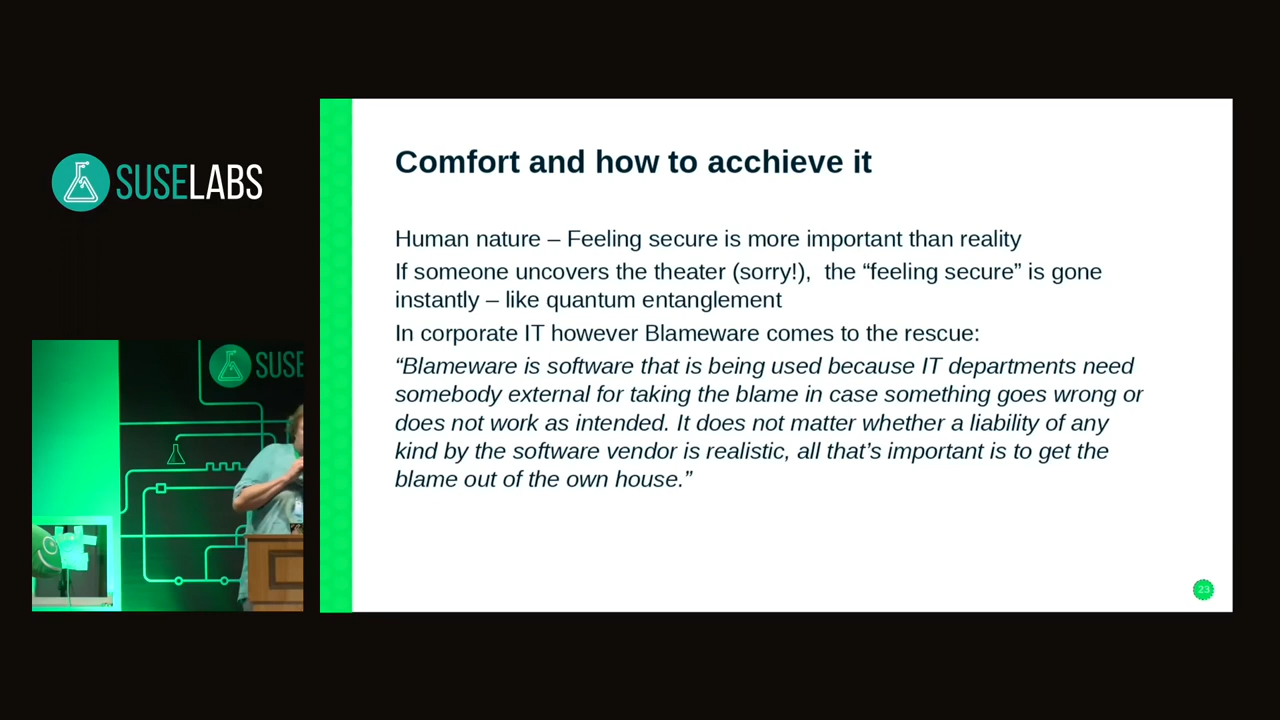 SUSELABS
Comfort and how to acchieve it
Human nature – Feeling secure is more important than reality
If someone uncovers the theater (sorry!),  the “feeling secure” is gone
instantly – like quantum entanglement
In corporate IT however Blameware comes to the rescue:
“Blameware is software that is being used because IT departments need
somebody external for taking the blame in case something goes wrong or
does not work as intended. It does not matter whether a liability of any
kind by the software vendor is realistic, all that’s important is to get the
blame out of the own house.”
23
SUSE